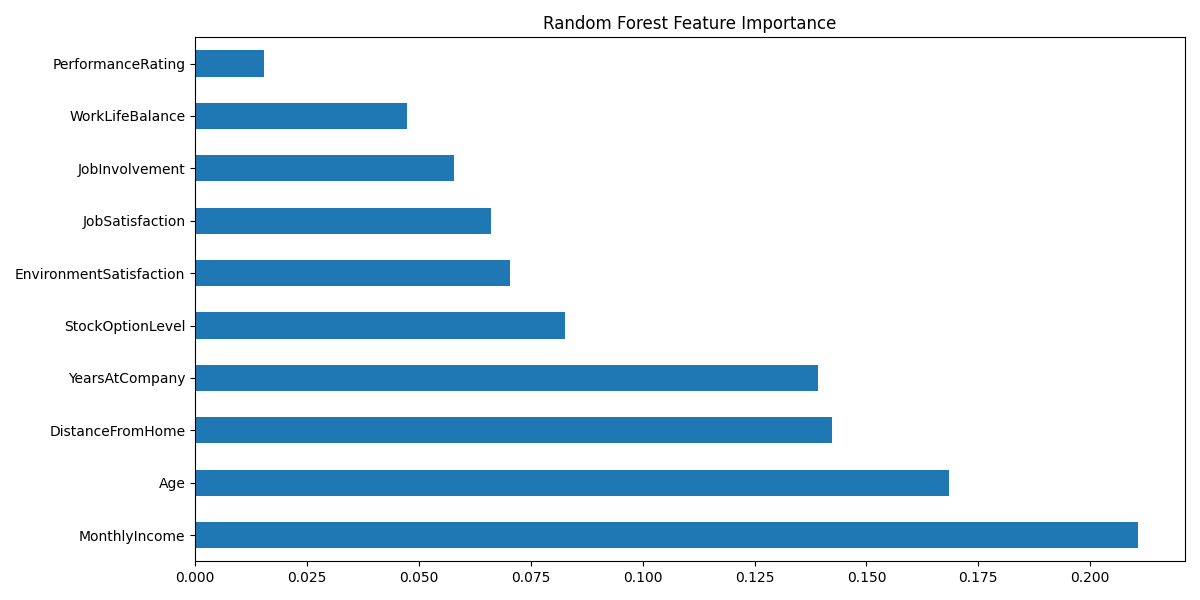 Random Forest Feature Importance
PerformanceRating
WorkLifeBalance
JobInvolvement
JobSatisfaction
EnvironmentSatisfaction
StockOptionLevel
YearsAtCompany
DistanceFromHome
Age
MonthlyIncome
0.000 0.025 0.050 0.075 0.100 0.125 0.150 0.175 0.200